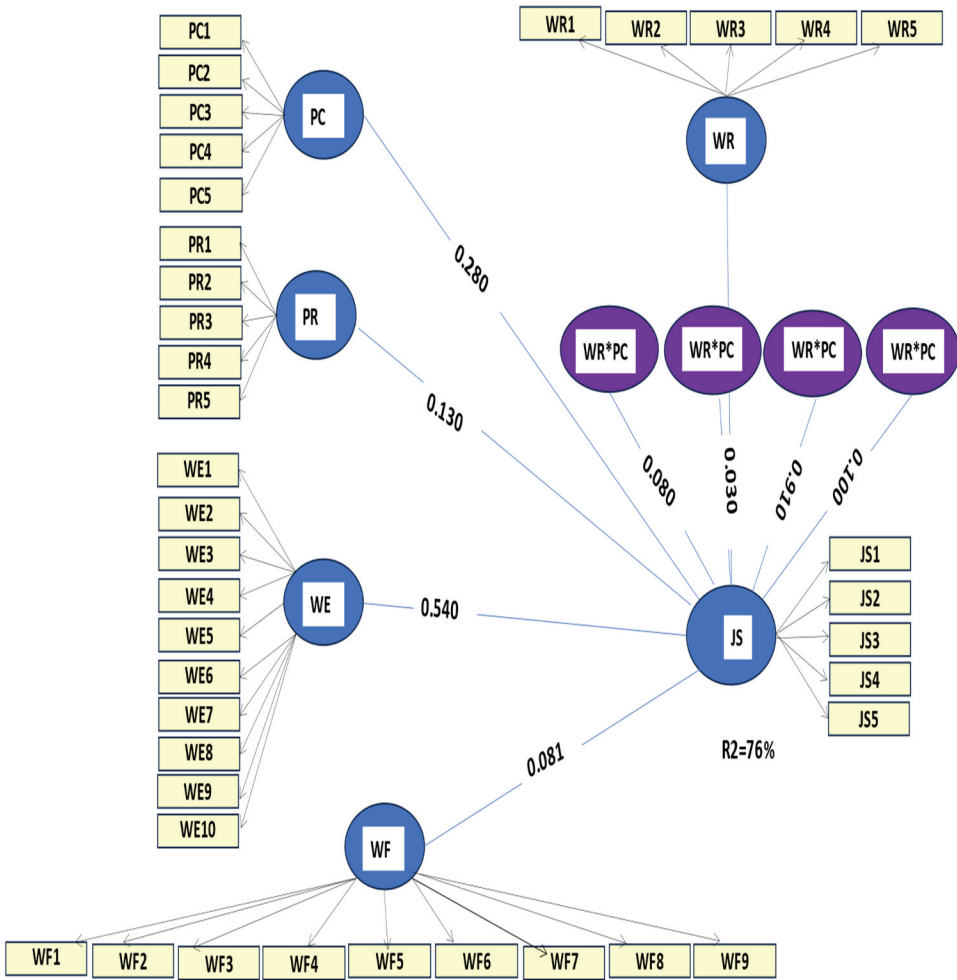 PC1
PC2
PC3
PC4
PC5
PC
WR1
WR2
WR3
WR4
WR5
WR
PR1
PR2
PR3
PR4
PR5
PR
0.280
0.130
WR*PC
WR*PC
WR*PC
WR*PC
0.080
0.030
0.910
0.100
WE1
WE2
WE3
WE4
WE5
WE6
WE7
WE8
WE9
WE10
WE
0.540
JS
JS1
JS2
JS3
JS4
JS5
R2=76%
0.081
WF
WF1
WF2
WF3
WF4
WF5
WF6
WF7
WF8
WF9